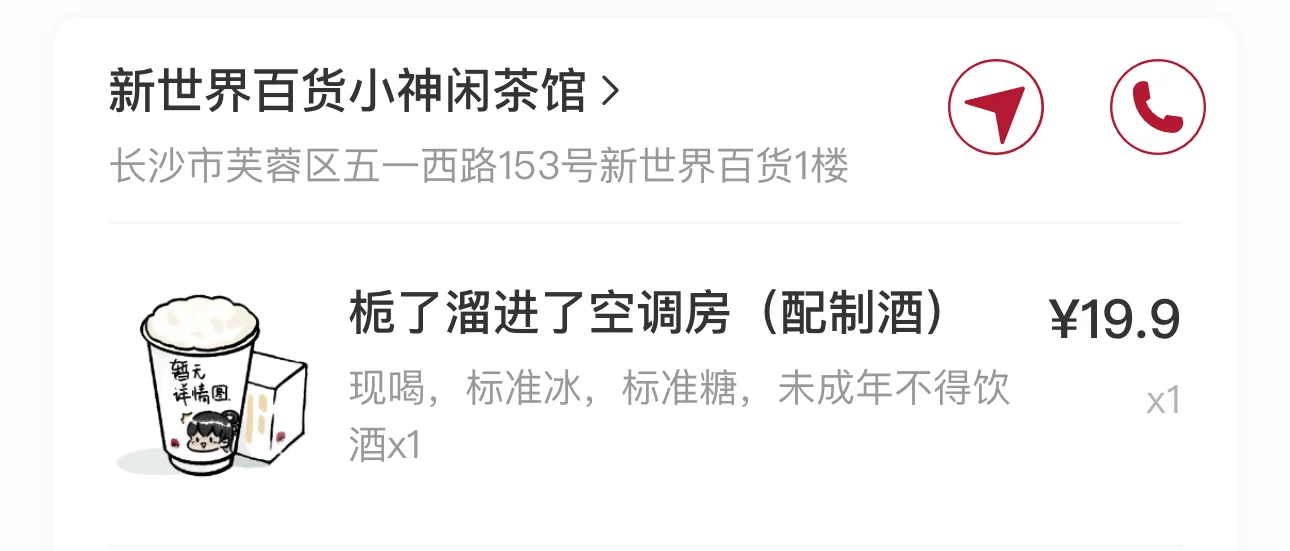 新世界百货小神闲茶馆
长沙市芙蓉区五一西路153号新世界百货1楼
栀了溜进了空调房（配制酒）
¥19.9
现喝，标准冰，标准糖，未成年不得饮
酒x1
x1
暂无
详情图